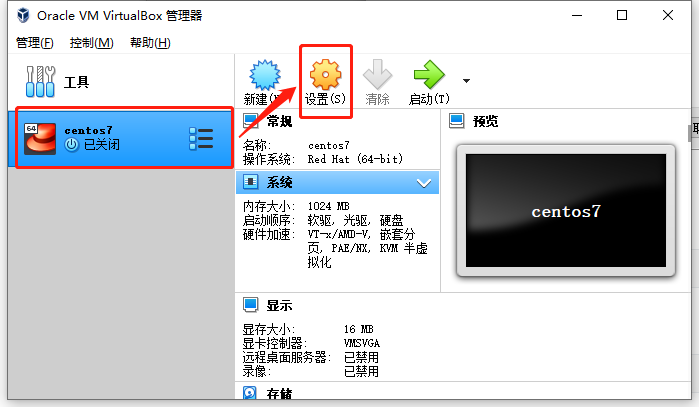 Oracle VM VirtualBox 管理器
管理(F) 控制(M) 帮助(H)
工具
新建(N) 设置(S) 清除 启动(T)
64
centos7
已关闭
常规
名称: centos7
操作系统: Red Hat (64-bit)
系统
内存大小: 1024 MB
启动顺序: 软驱, 光驱, 硬盘
硬件加速: VT-x/AMD-V, 嵌套分
页, PAE/NX, KVM 半虚
拟化
预览
centos7
显示
显存大小: 16 MB
显卡控制器: VMSVGA
远程桌面服务器: 已禁用
录像: 已禁用
存储